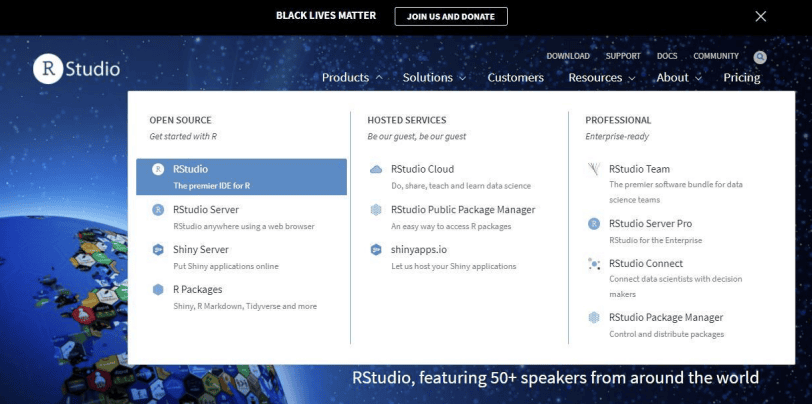 BLACK LIVES MATTER JOIN US AND DONATE
DOWNLOAD SUPPORT DOCS COMMUNITY
R Studio
Products Solutions Customers Resources About Pricing
OPEN SOURCE
Get started with R
R RStudio
The premier IDE for R
R RStudio Server
RStudio anywhere using a web browser
Shiny Server
Put Shiny applications online
R Packages
Shiny, R Markdown, Tidyverse and more
HOSTED SERVICES
Be our guest, be our guest
RStudio Cloud
Do, share, teach and learn data science
RStudio Public Package Manager
An easy way to access R packages
shinyapps.io
Let us host your Shiny applications
PROFESSIONAL
Enterprise-ready
RStudio Team
The premier software bundle for data
science teams
R RStudio Server Pro
RStudio for the Enterprise
RStudio Connect
Connect data scientists with decision
makers
RStudio Package Manager
Control and distribute packages
RStudio, featuring 50+ speakers from around the world